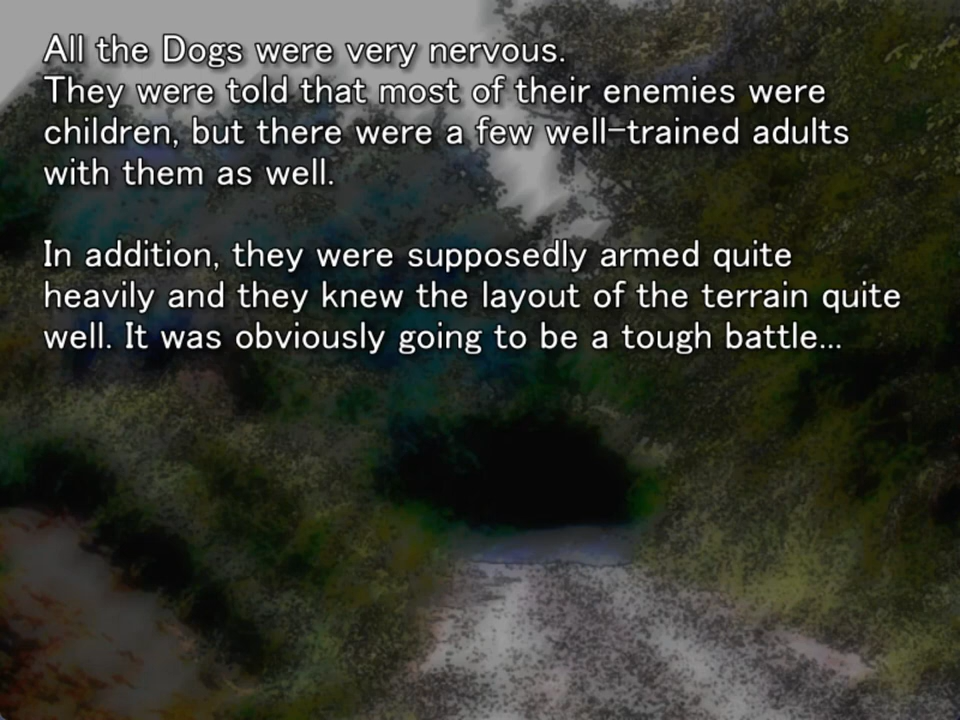 All the Dogs were very nervous.
They were told that most of their enemies were
children, but there were a few well-trained adults
with them as well.
In addition, they were supposedly armed quite
heavily and they knew the layout of the terrain quite
well. It was obviously going to be a tough battle...